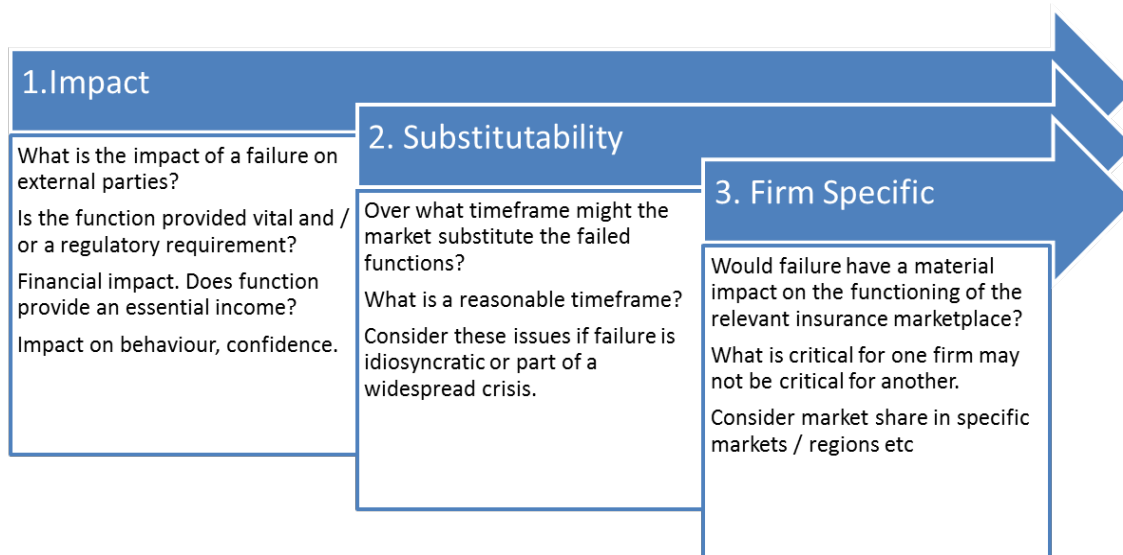 1.Impact
What is the impact of a failure on
external parties?
Is the function provided vital and /
or a regulatory requirement?
Financial impact. Does function
provide an essential income?
Impact on behaviour, confidence.
2. Substitutability
Over what timeframe might the
market substitute the failed
functions?
What is a reasonable timeframe?
Consider these issues if failure is
idiosyncratic or part of a
widespread crisis.
3. Firm Specific
Would failure have a material
impact on the functioning of the
relevant insurance marketplace?
What is critical for one firm may
not be critical for another.
Consider market share in specific
markets / regions etc